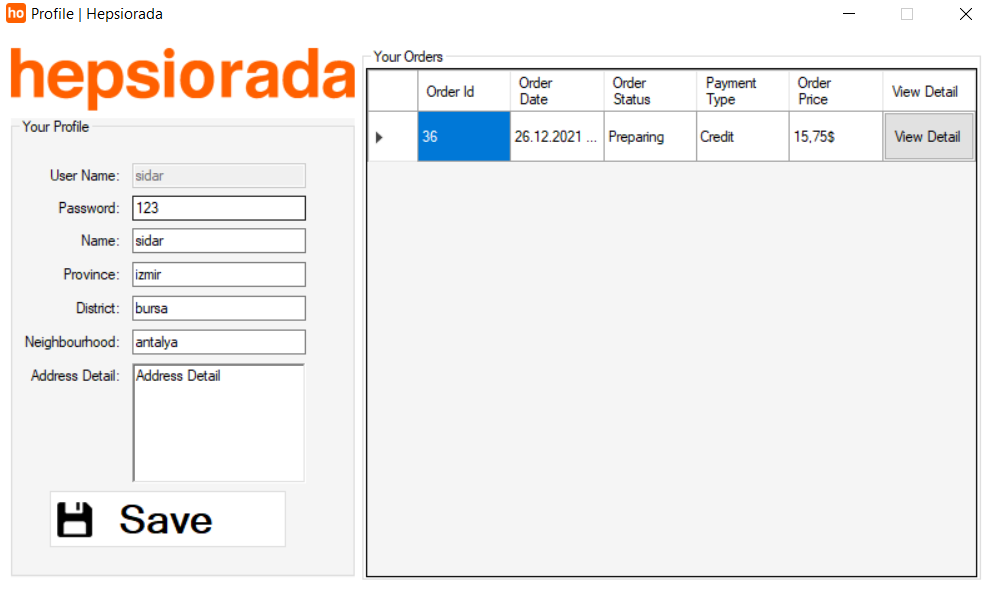 ho Profile | Hepsiorada
hepsiorada
Your Profile
User Name: sidar
Password: 123
Name: sidar
Province: izmir
District: bursa
Neighbourhood: antalya
Address Detail: Address Detail
Save
Your Orders
Order Id Order Date Order Status Payment Type Order Price View Detail
36 26.12.2021 ... Preparing Credit 15,75$ View Detail